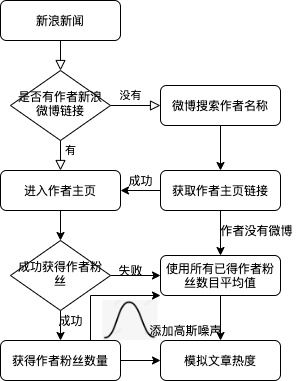 新浪新闻
是否有作者新浪
微博链接
没有
微博搜索作者名称
有
进入作者主页
成功
获取作者主页链接
作者没有微博
成功获得作者粉
丝
失败
使用所有已得作者粉
丝数目平均值
成功
添加高斯噪声
获得作者粉丝数量
模拟文章热度